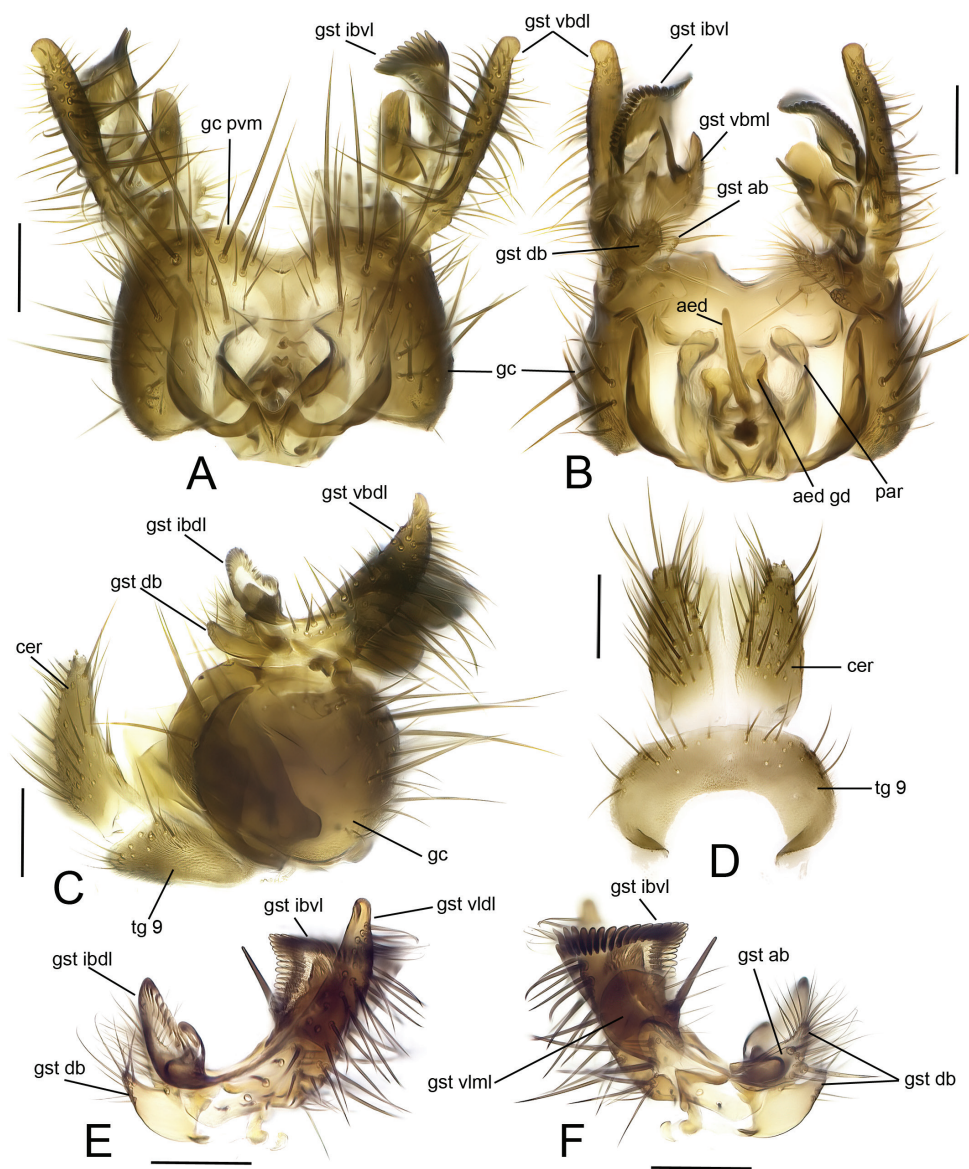 gst ibvl
gst vbdl
gst ibvl
gc pvm
gst vbml
gst ab
gst db
aed
gc
A
B
aed gd
par
gst vbdl
gst ibdl
gst db
cer
cer
tg 9
gc
C
D
tg 9
gst ibvl
gst vldl
gst ibvl
gst ibdl
gst ab
gst db
gst vlml
gst db
E
F